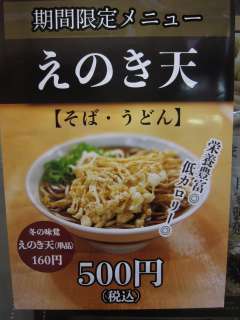 期間限定メニュー
えのき天
【そば・うどん】
栄養豊富◎
低カロリー◎
冬の味覚
えのき天(単品)
160円
500円
(税込)